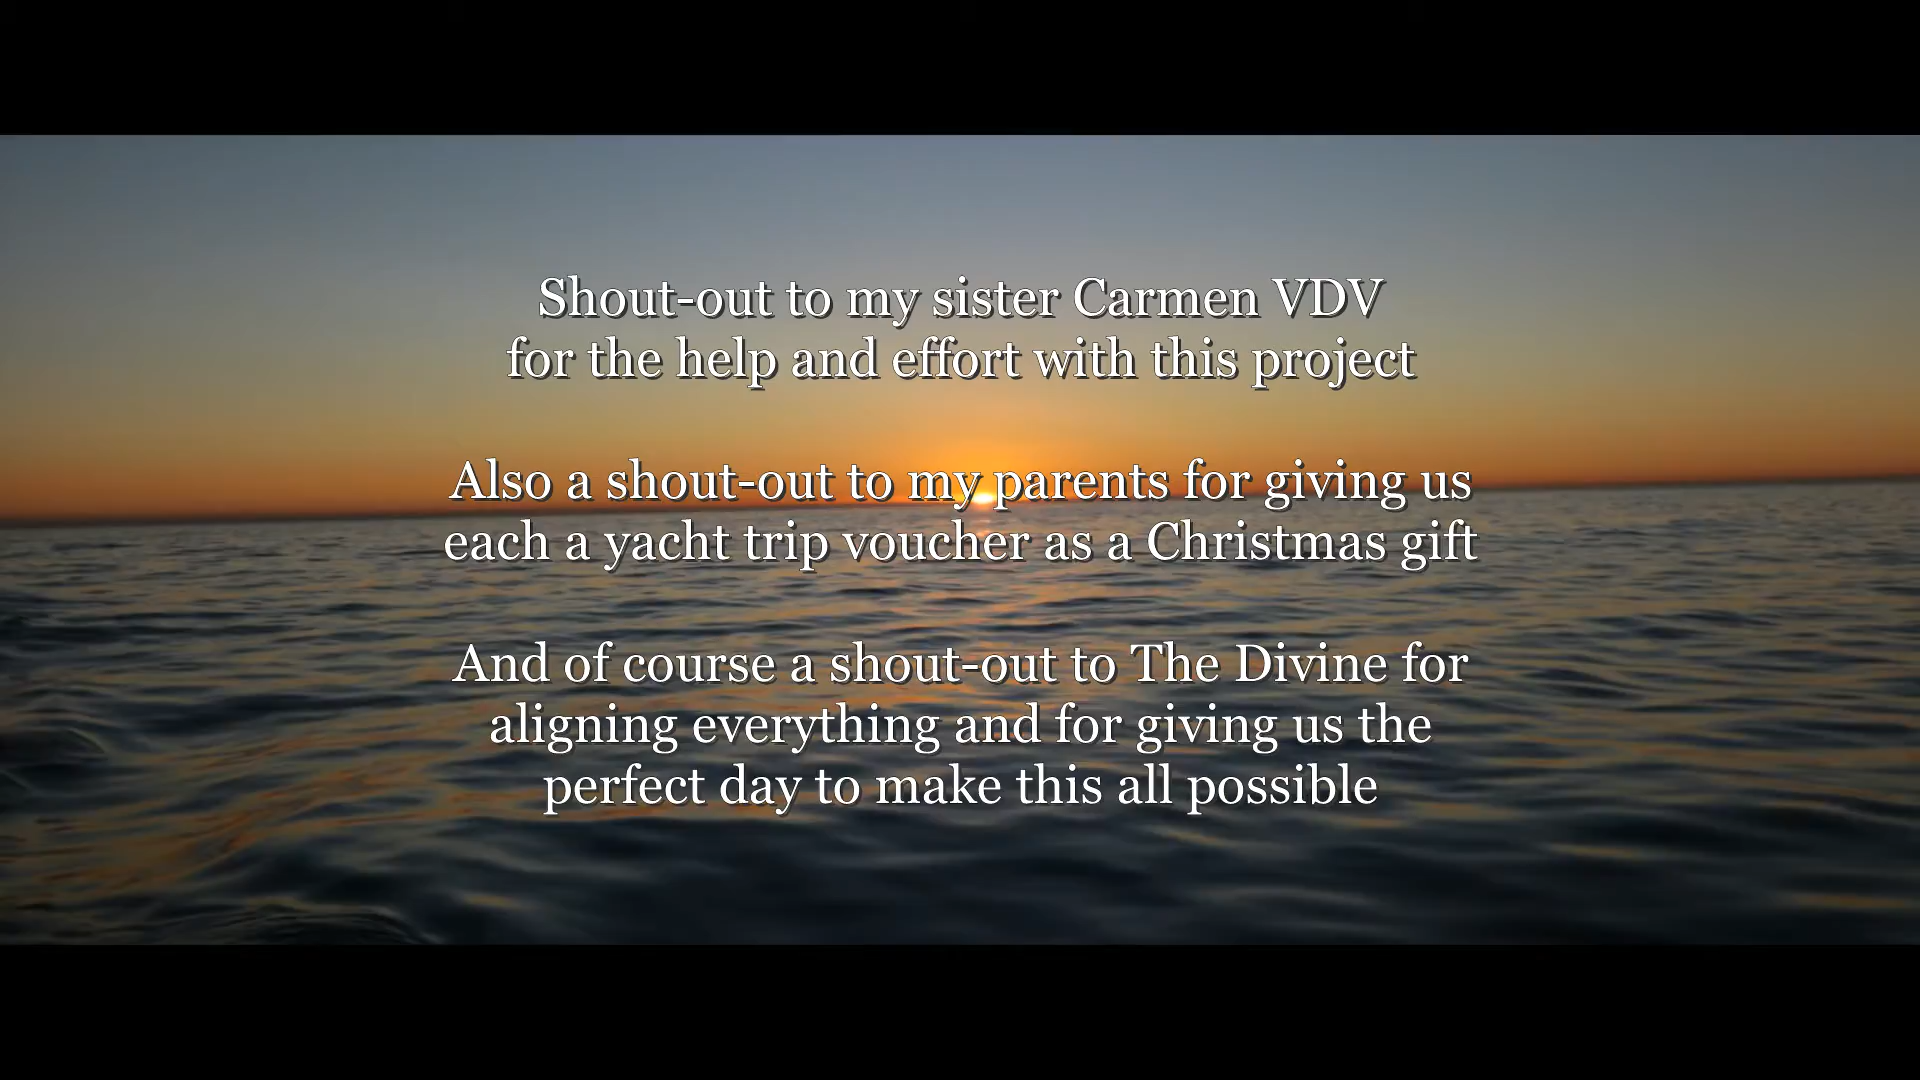 Shout-out to my sister Carmen VDV
for the help and effort with this project
Also a shout-out to my parents for giving us
each a yacht trip voucher as a Christmas gift
And of course a shout-out to The Divine for
aligning everything and for giving us the
perfect day to make this all possible